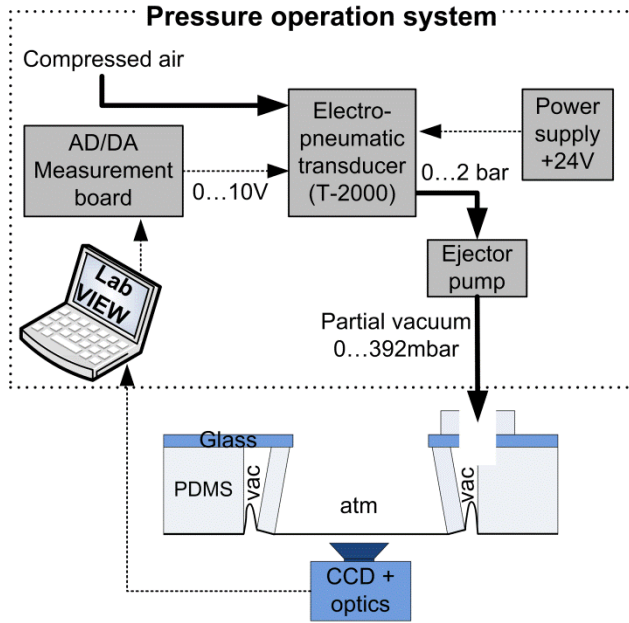 Pressure operation system
Compressed air
Electro-
pneumatic
transducer
(T-2000)
Power
supply
+24V
AD/DA
Measurement
board
0…10V
0…2 bar
Ejector
pump
Lab
VIEW
Partial vacuum
0…392mbar
Glass
PDMS
vac
atm
vac
CCD +
optics